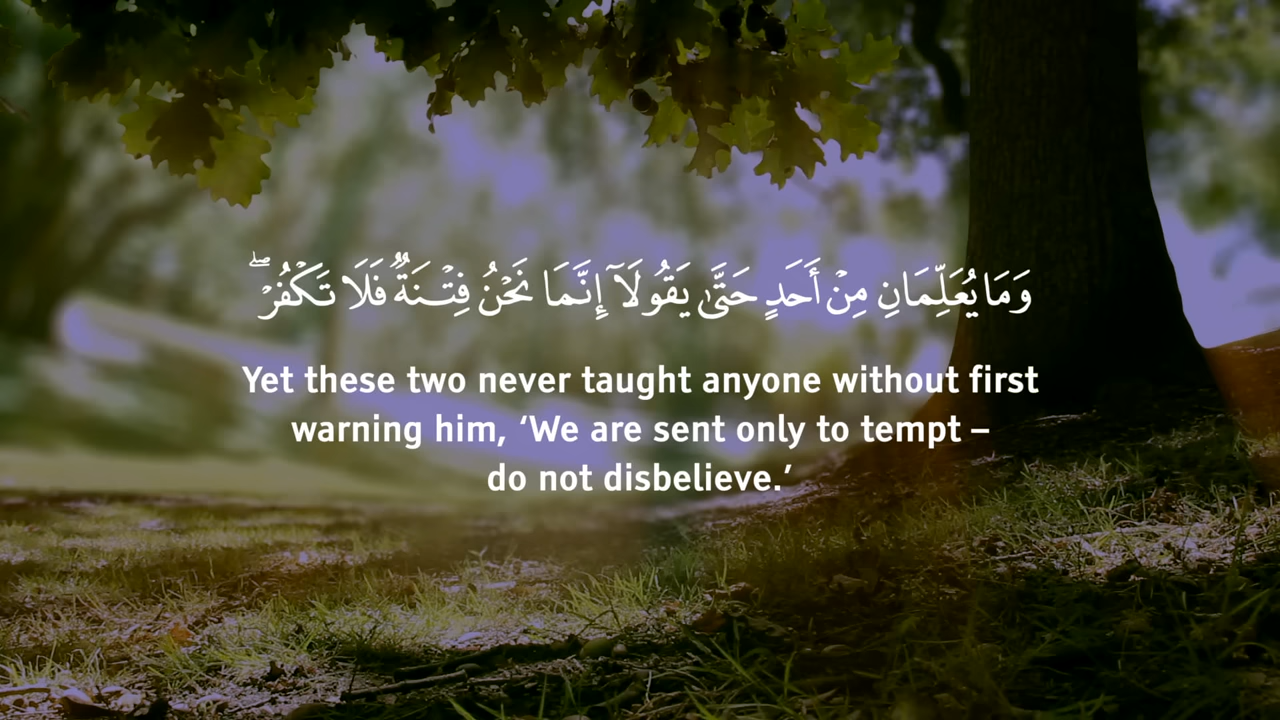 وَمَا يُعَلِّمَانِ مِنْ أَحَدٍ حَتَّىٰ يَقُولَآ إِنَّمَا نَحْنُ فِتْنَةٌ فَلَا تَكْفُرْ ۖ
Yet these two never taught anyone without first
warning him, ‘We are sent only to tempt –
do not disbelieve.’